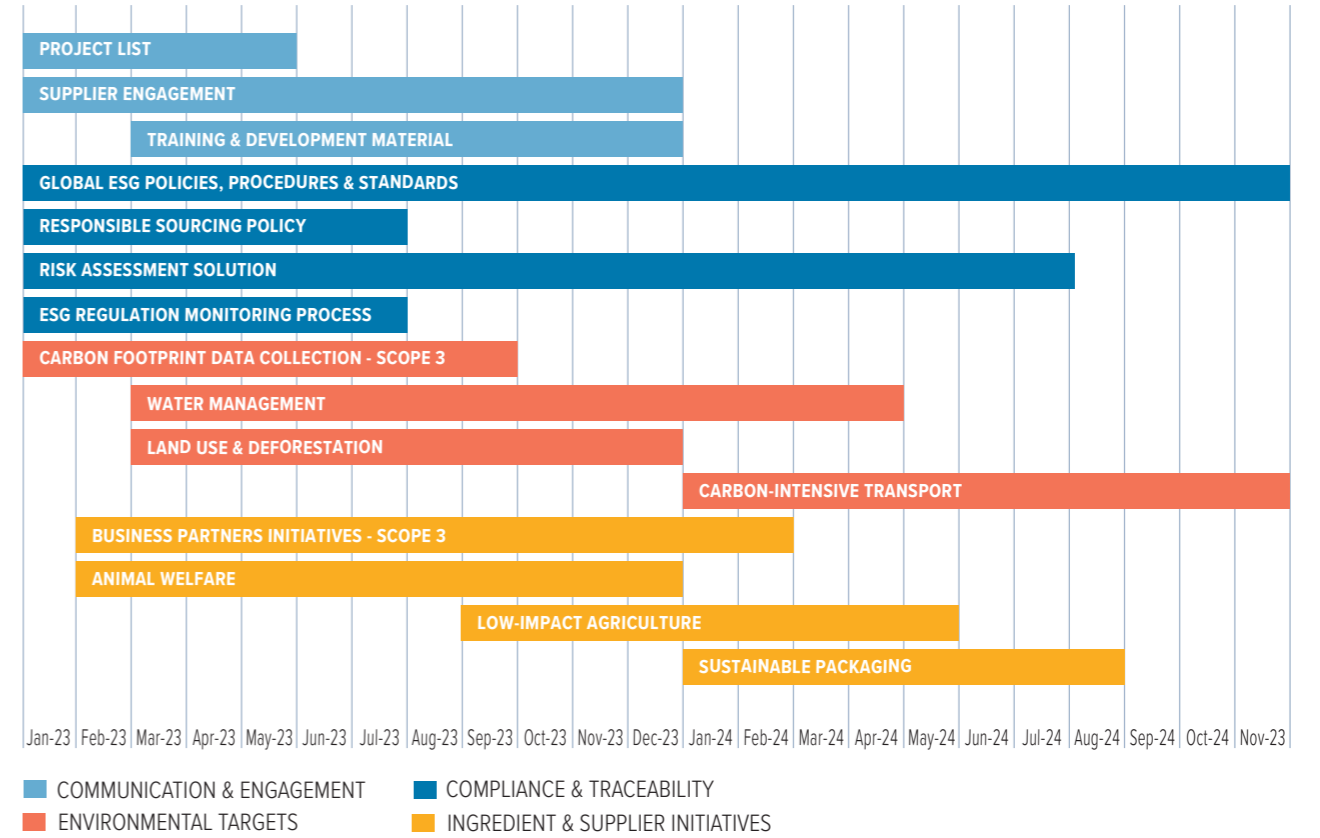 PROJECT LIST
SUPPLIER ENGAGEMENT
TRAINING & DEVELOPMENT MATERIAL
GLOBAL ESG POLICIES, PROCEDURES & STANDARDS
RESPONSIBLE SOURCING POLICY
RISK ASSESSMENT SOLUTION
ESG REGULATION MONITORING PROCESS
CARBON FOOTPRINT DATA COLLECTION - SCOPE 3
WATER MANAGEMENT
LAND USE & DEFORESTATION
CARBON-INTENSIVE TRANSPORT
BUSINESS PARTNERS INITIATIVES - SCOPE 3
ANIMAL WELFARE
LOW-IMPACT AGRICULTURE
SUSTAINABLE PACKAGING
Jan-23 Feb-23 Mar-23 Apr-23 May-23 Jun-23 Jul-23 Aug-23 Sep-23 Oct-23 Nov-23 Dec-23 Jan-24 Feb-24 Mar-24 Apr-24 May-24 Jun-24 Jul-24 Aug-24 Sep-24 Oct-24 Nov-23
COMMUNICATION & ENGAGEMENT COMPLIANCE & TRACEABILITY
ENVIRONMENTAL TARGETS INGREDIENT & SUPPLIER INITIATIVES